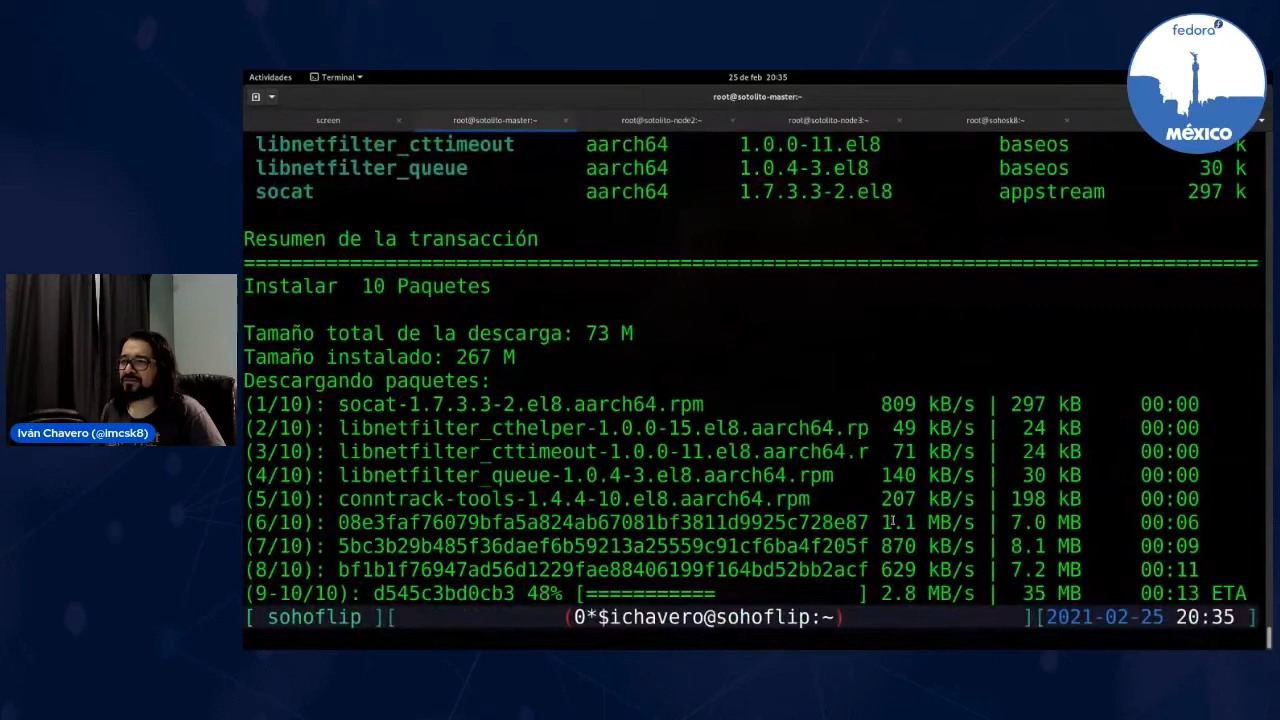 fedora
MÉXICO
Actividades Terminal 25 de feb 20:35
root@sotolito-master:~
screen × root@sotolito-master:~ × root@sotolito-node2:~ × root@sotolito-node3:~ × root@sohosk8:~ ×
libnetfilter_cttimeout aarch64 1.0.0-11.el8 baseos k
libnetfilter_queue aarch64 1.0.4-3.el8 baseos 30 k
socat aarch64 1.7.3.3-2.el8 appstream 297 k
Resumen de la transacción
================================================================================
Instalar 10 Paquetes
Tamaño total de la descarga: 73 M
Tamaño instalado: 267 M
Descargando paquetes:
(1/10): socat-1.7.3.3-2.el8.aarch64.rpm 809 kB/s | 297 kB 00:00
(2/10): libnetfilter_cthelper-1.0.0-15.el8.aarch64.rp 49 kB/s | 24 kB 00:00
(3/10): libnetfilter_cttimeout-1.0.0-11.el8.aarch64.r 71 kB/s | 24 kB 00:00
(4/10): libnetfilter_queue-1.0.4-3.el8.aarch64.rpm 140 kB/s | 30 kB 00:00
(5/10): conntrack-tools-1.4.4-10.el8.aarch64.rpm 207 kB/s | 198 kB 00:00
(6/10): 08e3faf76079bfa5a824ab67081bf3811d9925c728e87 1.1 MB/s | 7.0 MB 00:06
(7/10): 5bc3b29b485f36daef6b59213a25559c91cf6ba4f205f 870 kB/s | 8.1 MB 00:09
(8/10): bf1b1f76947ad56d1229fae88406199f164bd52bb2acf 629 kB/s | 7.2 MB 00:11
(9-10/10): d545c3bd0cb3 48% [=========== ] 2.8 MB/s | 35 MB 00:13 ETA
[ sohoflip ][ (0*$ichavero@sohoflip:~) ][2021-02-25 20:35 ]
Iván Chavero (@imcsk8)